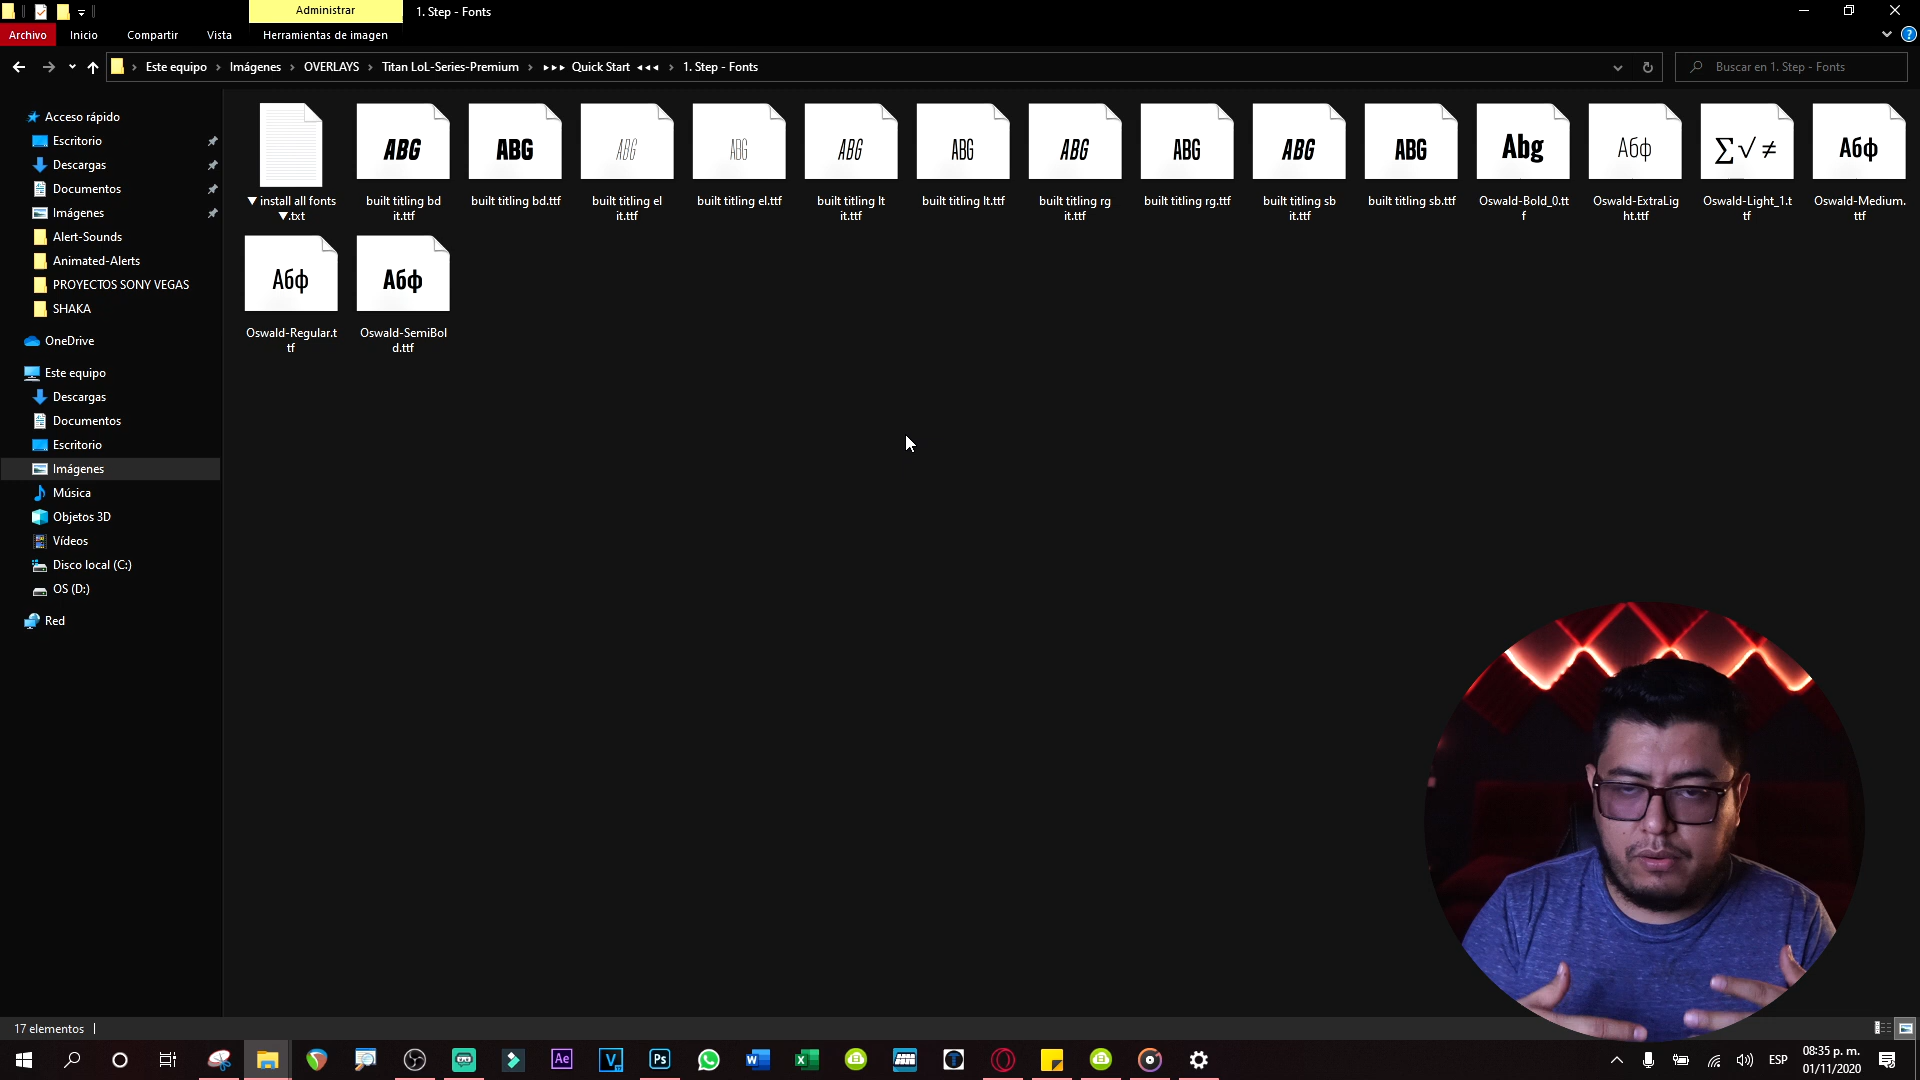 Administrar
1. Step - Fonts
Archivo
Inicio
Compartir
Vista
Herramientas de imagen
Este equipo › Imágenes › OVERLAYS › Titan LoL-Series-Premium › ▸▸▸ Quick Start ◂◂◂ › 1. Step - Fonts
Buscar en 1. Step - Fonts
Acceso rápido
Escritorio
Descargas
Documentos
Imágenes
Alert-Sounds
Animated-Alerts
PROYECTOS SONY VEGAS
SHAKA
OneDrive
Este equipo
Descargas
Documentos
Escritorio
Imágenes
Música
Objetos 3D
Vídeos
Disco local (C:)
OS (D:)
Red
ABG
ABG
ABG
ABG
ABG
ABG
ABG
ABG
ABG
ABG
Abg
Абф
∑√ ≠
Абф
▼ install all fonts
▼.txt
built titling bd
it.ttf
built titling bd.ttf
built titling el
it.ttf
built titling el.ttf
built titling lt
it.ttf
built titling lt.ttf
built titling rg
it.ttf
built titling rg.ttf
built titling sb
it.ttf
built titling sb.ttf
Oswald-Bold_0.tt
f
Oswald-ExtraLig
ht.ttf
Oswald-Light_1.t
tf
Oswald-Medium.
ttf
Абф
Абф
Oswald-Regular.t
tf
Oswald-SemiBol
d.ttf
17 elementos
Ae
V
Ps
ESP
08:35 p. m.
01/11/2020